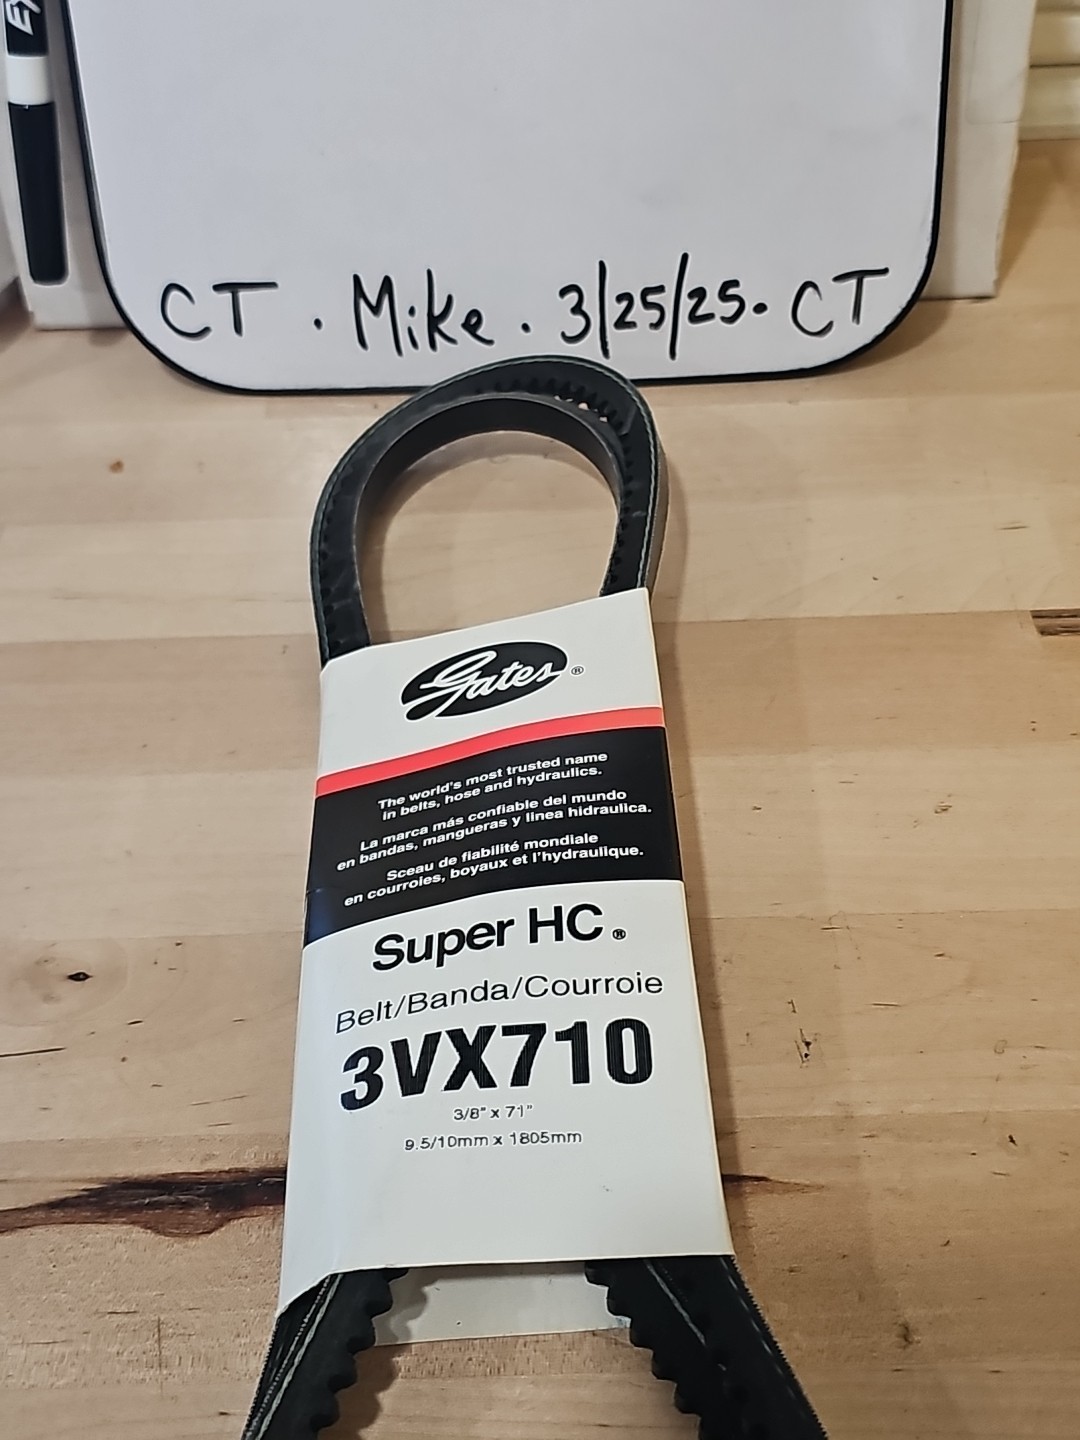 CT . Mike . 3/25/25. CT
Gates®
The world's most trusted name
in belts, hose and hydraulics.
La marca más confiable del mundo
en bandas, mangueras y linea hidraulica.
Sceau de fiabilité mondiale
en courroies, boyaux et l'hydraulique.
Super HC®
Belt/Banda/Courroie
3VX710
3/8" x 71"
9.5/10mm x 1805mm